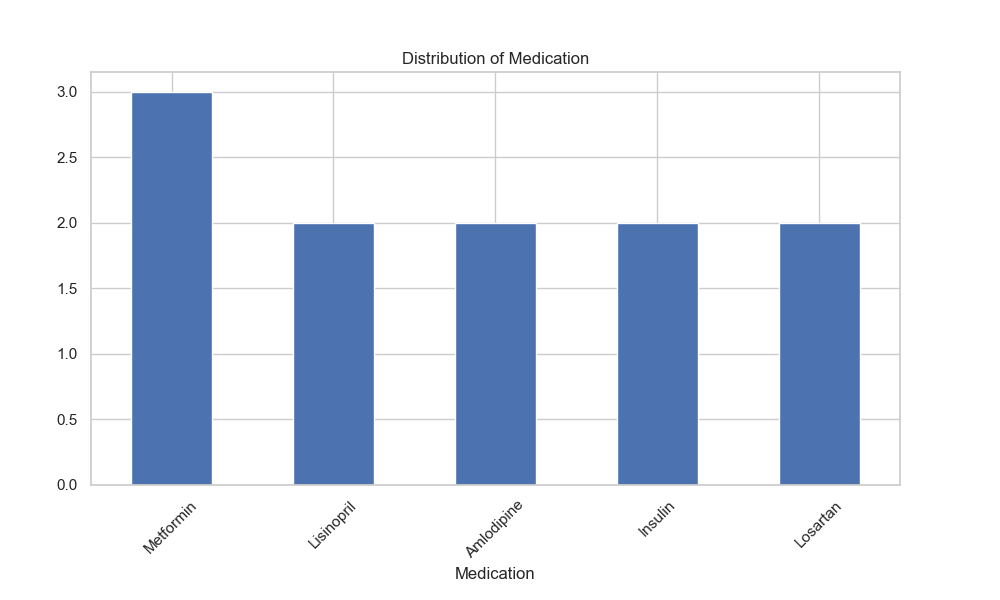 Distribution of Medication
3.0
2.5
2.0
1.5
1.0
0.5
0.0
Metformin
Lisinopril
Amlodipine
Insulin
Losartan
Medication